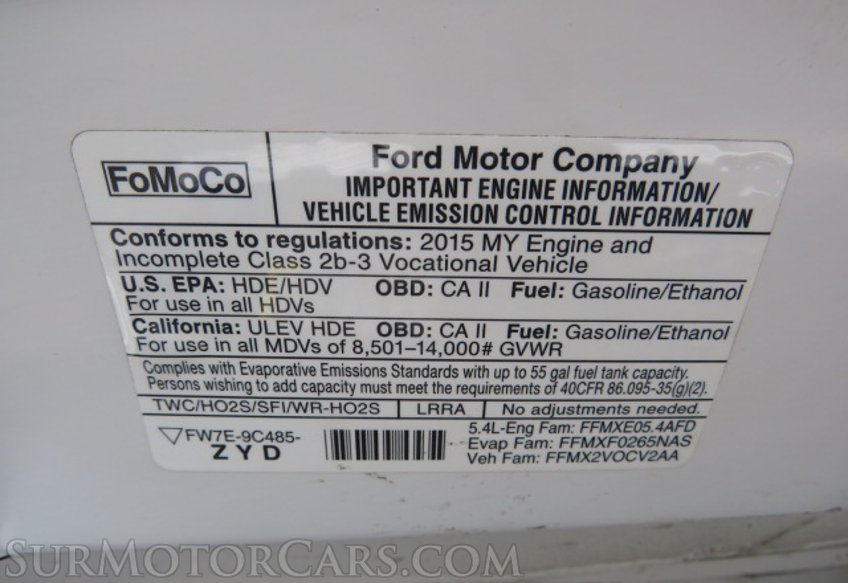 FoMoCo
Ford Motor Company
IMPORTANT ENGINE INFORMATION/
VEHICLE EMISSION CONTROL INFORMATION
Conforms to regulations: 2015 MY Engine and
Incomplete Class 2b-3 Vocational Vehicle
U.S. EPA: HDE/HDV OBD: CA II Fuel: Gasoline/Ethanol
For use in all HDVs
California: ULEV HDE OBD: CA II Fuel: Gasoline/Ethanol
For use in all MDVs of 8,501–14,000# GVWR
Complies with Evaporative Emissions Standards with up to 55 gal fuel tank capacity.
Persons wishing to add capacity must meet the requirements of 40CFR 86.095-35(g)(2).
TWC/HO2S/SFI/WR-HO2S LRRA No adjustments needed.
FW7E-9C485-
ZYD
5.4L-Eng Fam: FFMXE05.4AFD
Evap Fam: FFMXF0265NAS
Veh Fam: FFMX2VOCV2AA
SurMotorCars.com